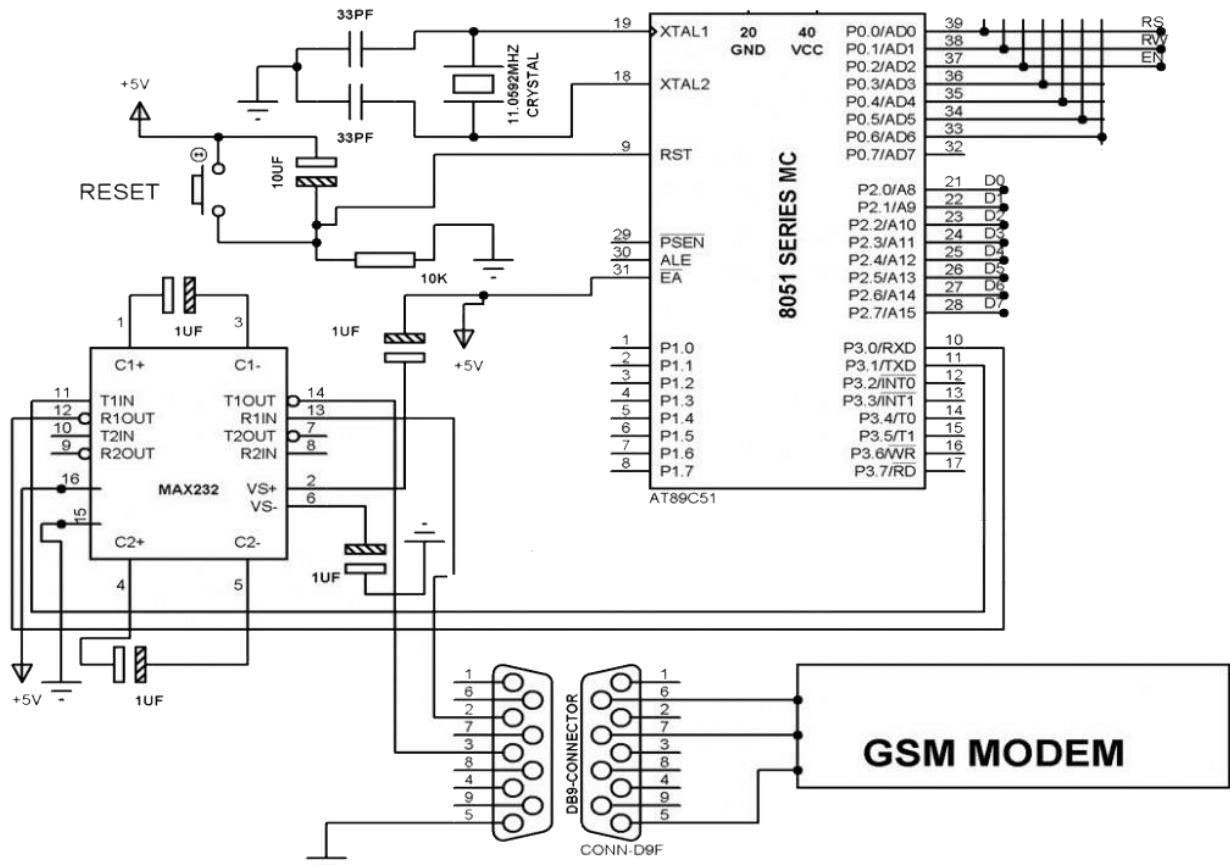 33PF
33PF
11.0592MHZ
CRYSTAL
+5V
RESET
10UF
10K
19
XTAL1
18
XTAL2
9
RST
29
PSEN
30
ALE
31
EA
1
P1.0
2
P1.1
3
P1.2
4
P1.3
5
P1.4
6
P1.5
7
P1.6
8
P1.7
20
GND
40
VCC
8051 SERIES MC
AT89C51
P0.0/AD0
39
RS
P0.1/AD1
38
RW
P0.2/AD2
37
EN
P0.3/AD3
36
P0.4/AD4
35
P0.5/AD5
34
P0.6/AD6
33
P0.7/AD7
32
P2.0/A8
21
D0
P2.1/A9
22
D1
P2.2/A10
23
D2
P2.3/A11
24
D3
P2.4/A12
25
D4
P2.5/A13
26
D5
P2.6/A14
27
D6
P2.7/A15
28
D7
P3.0/RXD
10
P3.1/TXD
11
P3.2/INT0
12
P3.3/INT1
13
P3.4/T0
14
P3.5/T1
15
P3.6/WR
16
P3.7/RD
17
1UF
+5V
1
1UF
3
C1+
C1-
11
T1IN
12
R1OUT
10
T2IN
9
R2OUT
T1OUT
14
R1IN
13
T2OUT
7
R2IN
8
16
15
MAX232
VS+
2
VS-
6
C2+
C2-
4
5
1UF
+5V
1UF
1
6
2
7
3
8
4
9
5
DB9-CONNECTOR
1
6
2
7
3
8
4
9
5
CONN-D9F
GSM MODEM